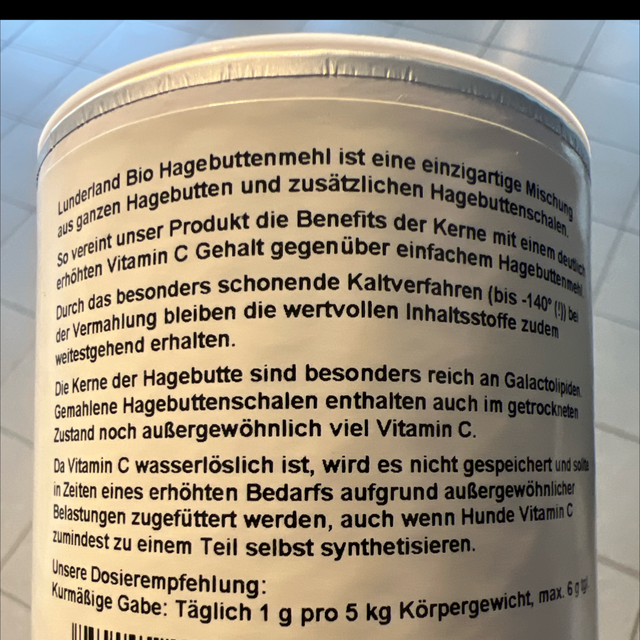 Lunderland Bio Hagebuttenmehl ist eine einzigartige Mischung
aus ganzen Hagebutten und zusätzlichen Hagebuttenschalen.
So vereint unser Produkt die Benefits der Kerne mit einem deutlich
erhöhten Vitamin C Gehalt gegenüber einfachem Hagebuttenmehl.
Durch das besonders schonende Kaltverfahren (bis -140° (!)) bei
der Vermahlung bleiben die wertvollen Inhaltsstoffe zudem
weitestgehend erhalten.
Die Kerne der Hagebutte sind besonders reich an Galactolipiden.
Gemahlene Hagebuttenschalen enthalten auch im getrockneten
Zustand noch außergewöhnlich viel Vitamin C.
Da Vitamin C wasserlöslich ist, wird es nicht gespeichert und sollte
in Zeiten eines erhöhten Bedarfs aufgrund außergewöhnlicher
Belastungen zugefüttert werden, auch wenn Hunde Vitamin C
zumindest zu einem Teil selbst synthetisieren.
Unsere Dosierempfehlung:
Kurmäßige Gabe: Täglich 1 g pro 5 kg Körpergewicht, max. 6 g